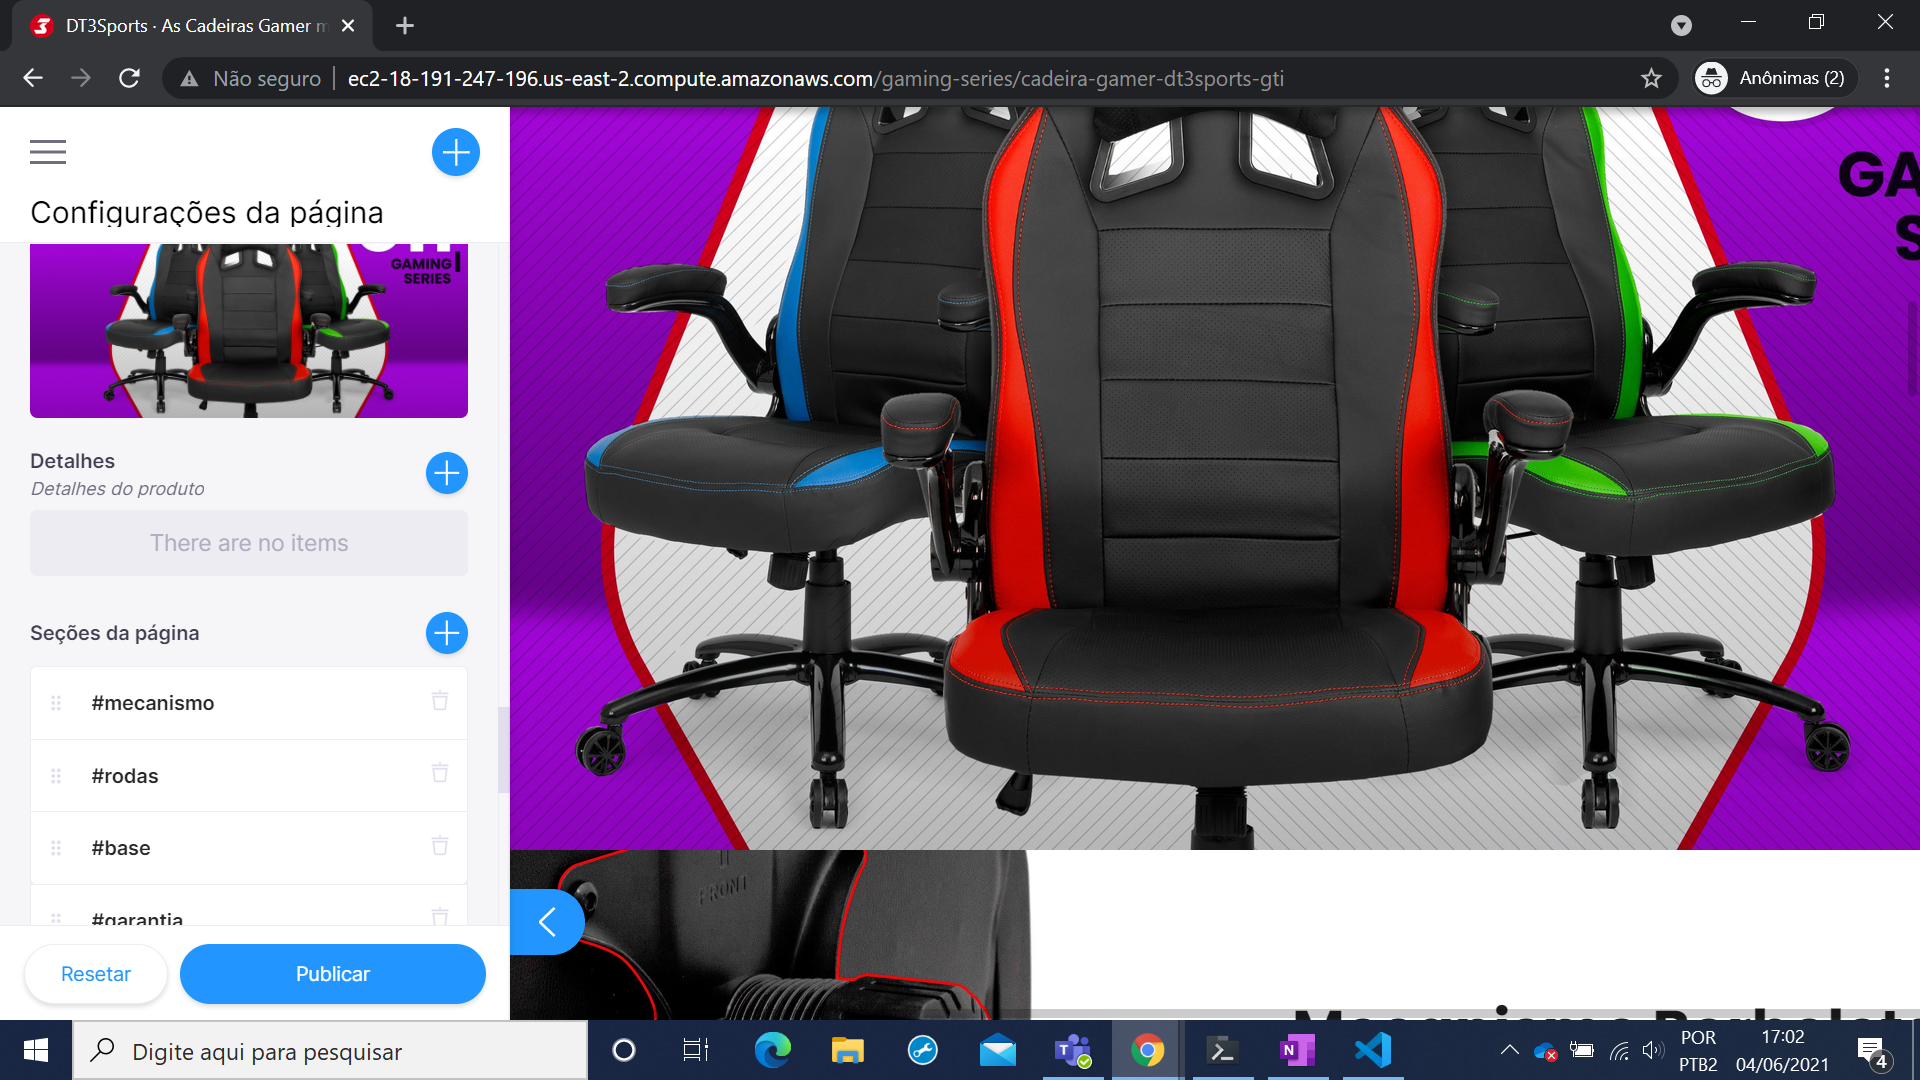 DT3Sports · As Cadeiras Gamer m
Não seguro
ec2-18-191-247-196.us-east-2.compute.amazonaws.com/gaming-series/cadeira-gamer-dt3sports-gti
Anônimas (2)
Configurações da página
GAMING
SERIES
GA
S
Detalhes
Detalhes do produto
There are no items
Seções da página
#mecanismo
#rodas
#base
#garantia
FRONT
Resetar
Publicar
Digite aqui para pesquisar
POR
PTB2
17:02
04/06/2021
4